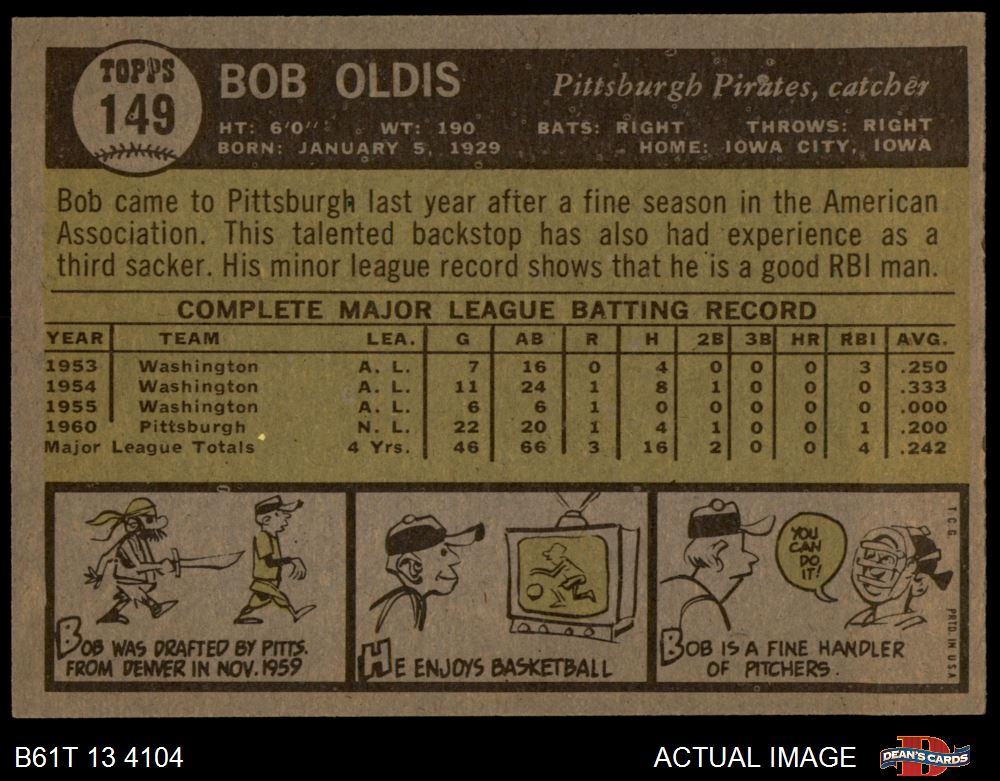 TOPPS
149
BOB OLDIS
Pittsburgh Pirates, catcher
HT: 6'0" WT: 190 BATS: RIGHT THROWS: RIGHT
BORN: JANUARY 5, 1929 HOME: IOWA CITY, IOWA
Bob came to Pittsburgh last year after a fine season in the American
Association. This talented backstop has also had experience as a
third sacker. His minor league record shows that he is a good RBI man.
COMPLETE MAJOR LEAGUE BATTING RECORD
YEAR TEAM LEA. G AB R H 2B 3B HR RBI AVG.
1953 Washington A. L. 7 16 0 4 0 0 0 3 .250
1954 Washington A. L. 11 24 1 8 1 0 0 0 .333
1955 Washington A. L. 6 6 1 0 0 0 0 0 .000
1960 Pittsburgh N. L. 22 20 1 4 1 0 0 1 .200
Major League Totals 4 Yrs. 46 66 3 16 2 0 0 4 .242
BOB WAS DRAFTED BY PITTS.
FROM DENVER IN NOV. 1959
HE ENJOYS BASKETBALL
YOU
CAN
DO
IT!
BOB IS A FINE HANDLER
OF PITCHERS.
T.C.G. PRTD. IN U.S.A.
B61T 13 4104
ACTUAL IMAGE
DEAN'S CARDS